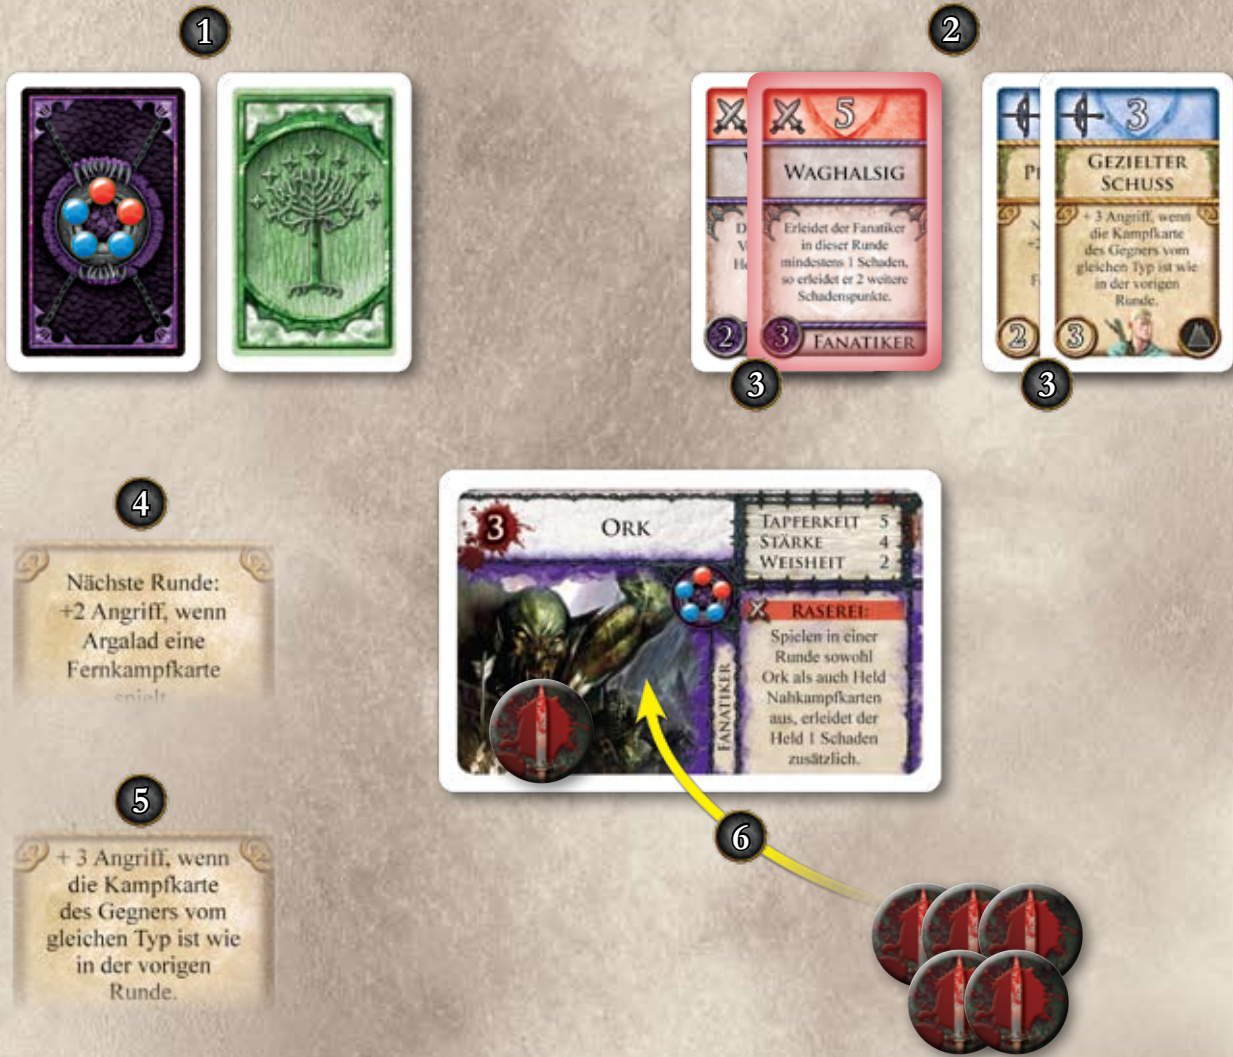 1
2
5
WAGHALSIG
Erleidet der Fanatiker
in dieser Runde
mindestens 1 Schaden,
so erleidet er 2 weitere
Schadenspunkte.
2
3
FANATIKER
3
3
GEZIELTER
SCHUSS
+ 3 Angriff, wenn
die Kampfkarte
des Gegners vom
gleichen Typ ist wie
in der vorigen
Runde.
2
3
3
4
Nächste Runde:
+2 Angriff, wenn
Argalad eine
Fernkampfkarte
spielt
3
ORK
TAPFERKEIT 5
STÄRKE 4
WEISHEIT 2
RASEREI:
Spielen in einer
Runde sowohl
Ork als auch Held
Nahkampfkarten
aus, erleidet der
Held 1 Schaden
zusätzlich.
FANATIKER
5
+ 3 Angriff, wenn
die Kampfkarte
des Gegners vom
gleichen Typ ist wie
in der vorigen
Runde.
6